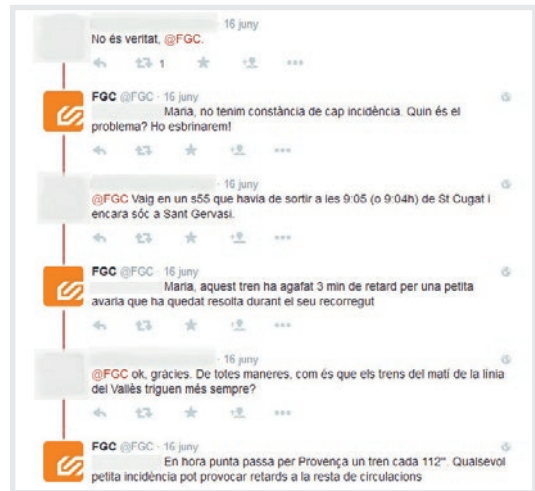 16 juny
No és veritat, @FGC.
1
FGC @FGC · 16 juny
Maria, no tenim constància de cap incidència. Quin és el
problema? Ho esbrinarem!
16 juny
@FGC Vaig en un s55 que havia de sortir a les 9:05 (o 9:04h) de St Cugat i
encara sóc a Sant Gervasi.
FGC @FGC · 16 juny
Maria, aquest tren ha agafat 3 min de retard per una petita
avaria que ha quedat resolta durant el seu recorregut
· 16 juny
@FGC ok, gràcies. De totes maneres, com és que els trens del matí de la línia
del Vallès triguen més sempre?
FGC @FGC · 16 juny
En hora punta passa per Provença un tren cada 112". Qualsevol
petita incidència pot provocar retards a la resta de circulacions